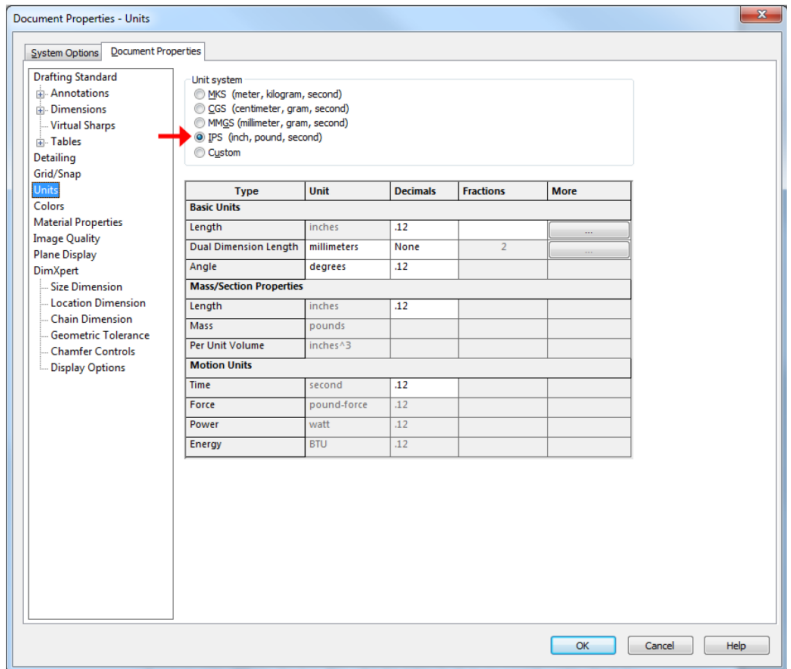 Document Properties - Units
System Options Document Properties
Drafting Standard
Annotations
Dimensions
Virtual Sharps
Tables
Detailing
Grid/Snap
Units
Colors
Material Properties
Image Quality
Plane Display
DimXpert
Size Dimension
Location Dimension
Chain Dimension
Geometric Tolerance
Chamfer Controls
Display Options
Unit system
MKS (meter, kilogram, second)
CGS (centimeter, gram, second)
MMGS (millimeter, gram, second)
IPS (inch, pound, second)
Custom
Type Unit Decimals Fractions More
Basic Units
Length inches .12 ...
Dual Dimension Length millimeters None 2 ...
Angle degrees .12
Mass/Section Properties
Length inches .12
Mass pounds
Per Unit Volume inches^3
Motion Units
Time second .12
Force pound-force .12
Power watt .12
Energy BTU .12
OK Cancel Help